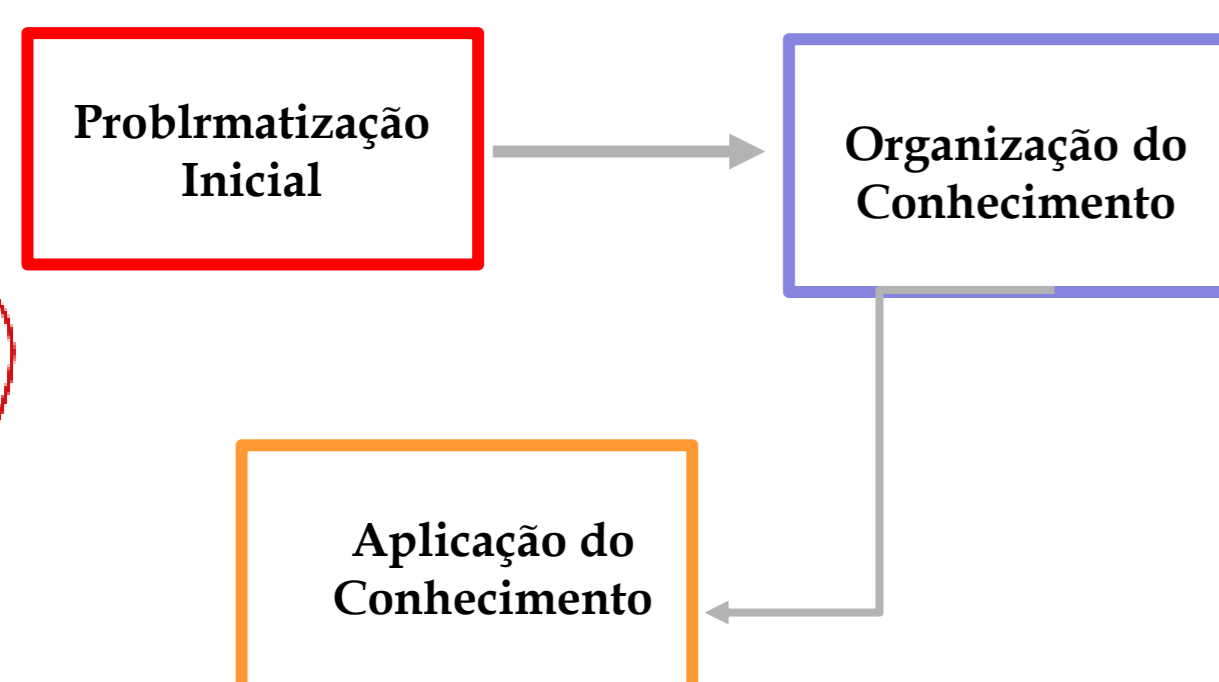 Problrmatização
Inicial
Organização do
Conhecimento
Aplicação do
Conhecimento